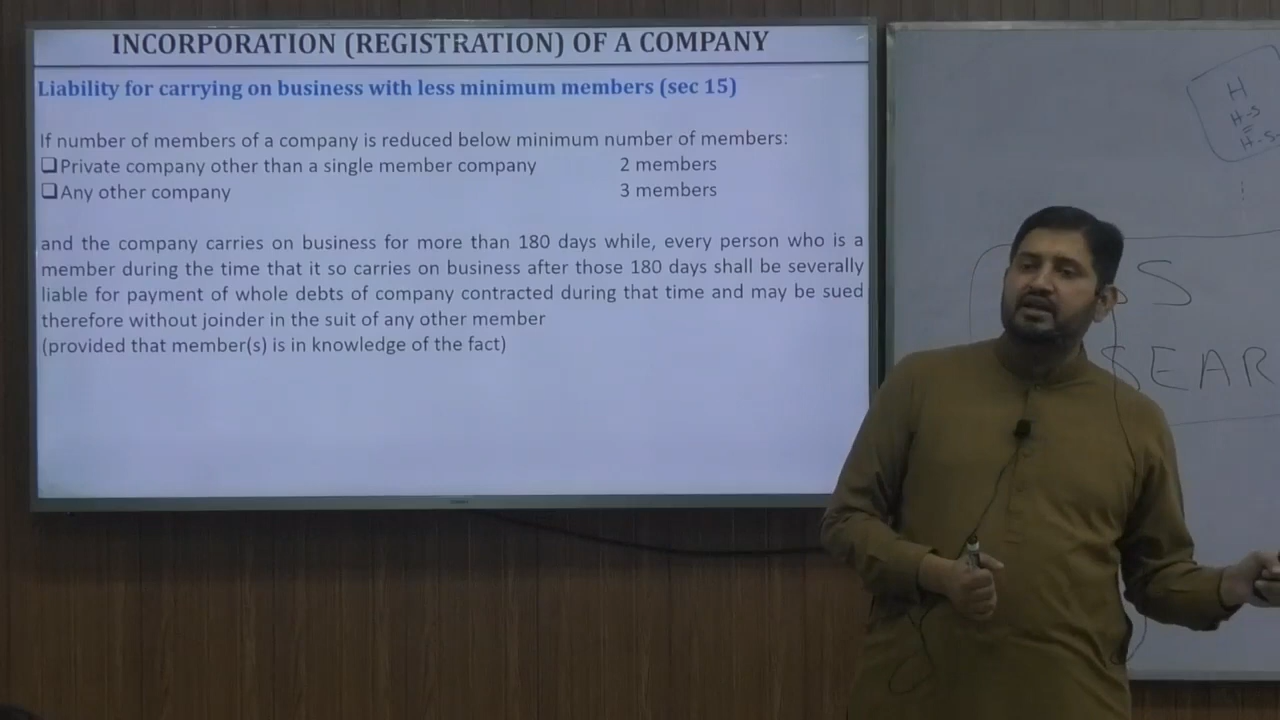 INCORPORATION (REGISTRATION) OF A COMPANY
Liability for carrying on business with less minimum members (sec 15)
If number of members of a company is reduced below minimum number of members:
❑Private company other than a single member company 2 members
❑Any other company 3 members
and the company carries on business for more than 180 days while, every person who is a
member during the time that it so carries on business after those 180 days shall be severally
liable for payment of whole debts of company contracted during that time and may be sued
therefore without joinder in the suit of any other member
(provided that member(s) is in knowledge of the fact)
H
H-S
H-S
S
SEAR